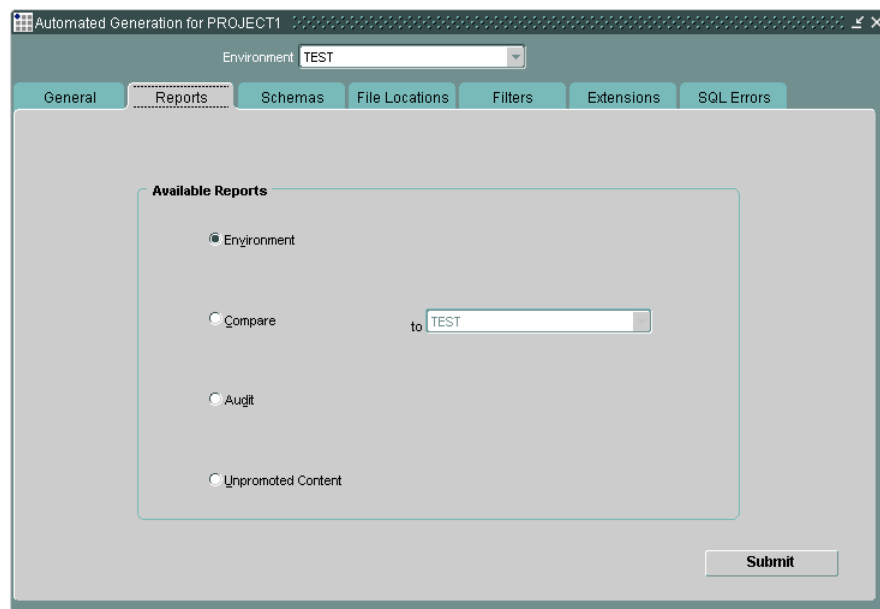 Automated Generation for PROJECT1
Environment TEST
General Reports Schemas File Locations Filters Extensions SQL Errors
Available Reports
Environment
Compare to TEST
Audit
Unpromoted Content
Submit